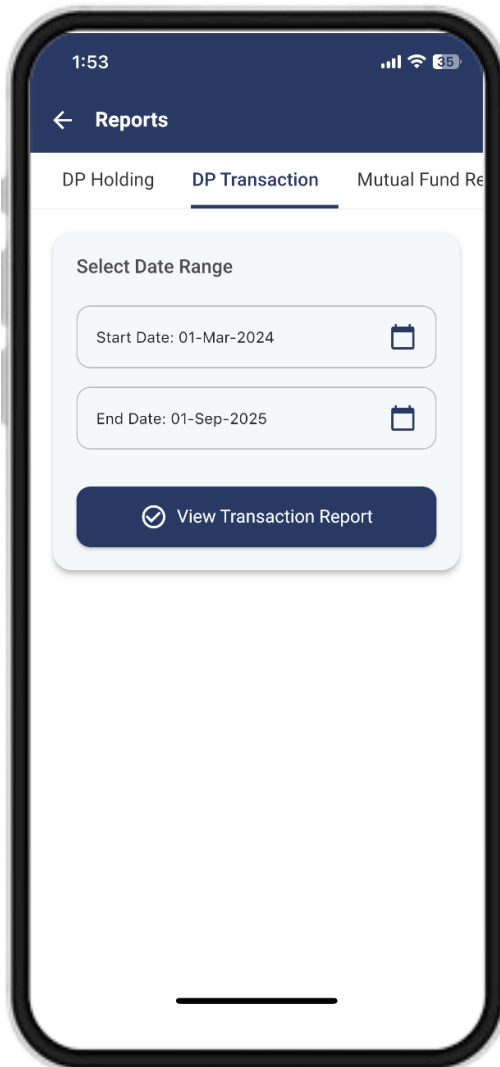 1:53
35
Reports
DP Holding DP Transaction Mutual Fund Re
Select Date Range
Start Date: 01-Mar-2024
End Date: 01-Sep-2025
View Transaction Report